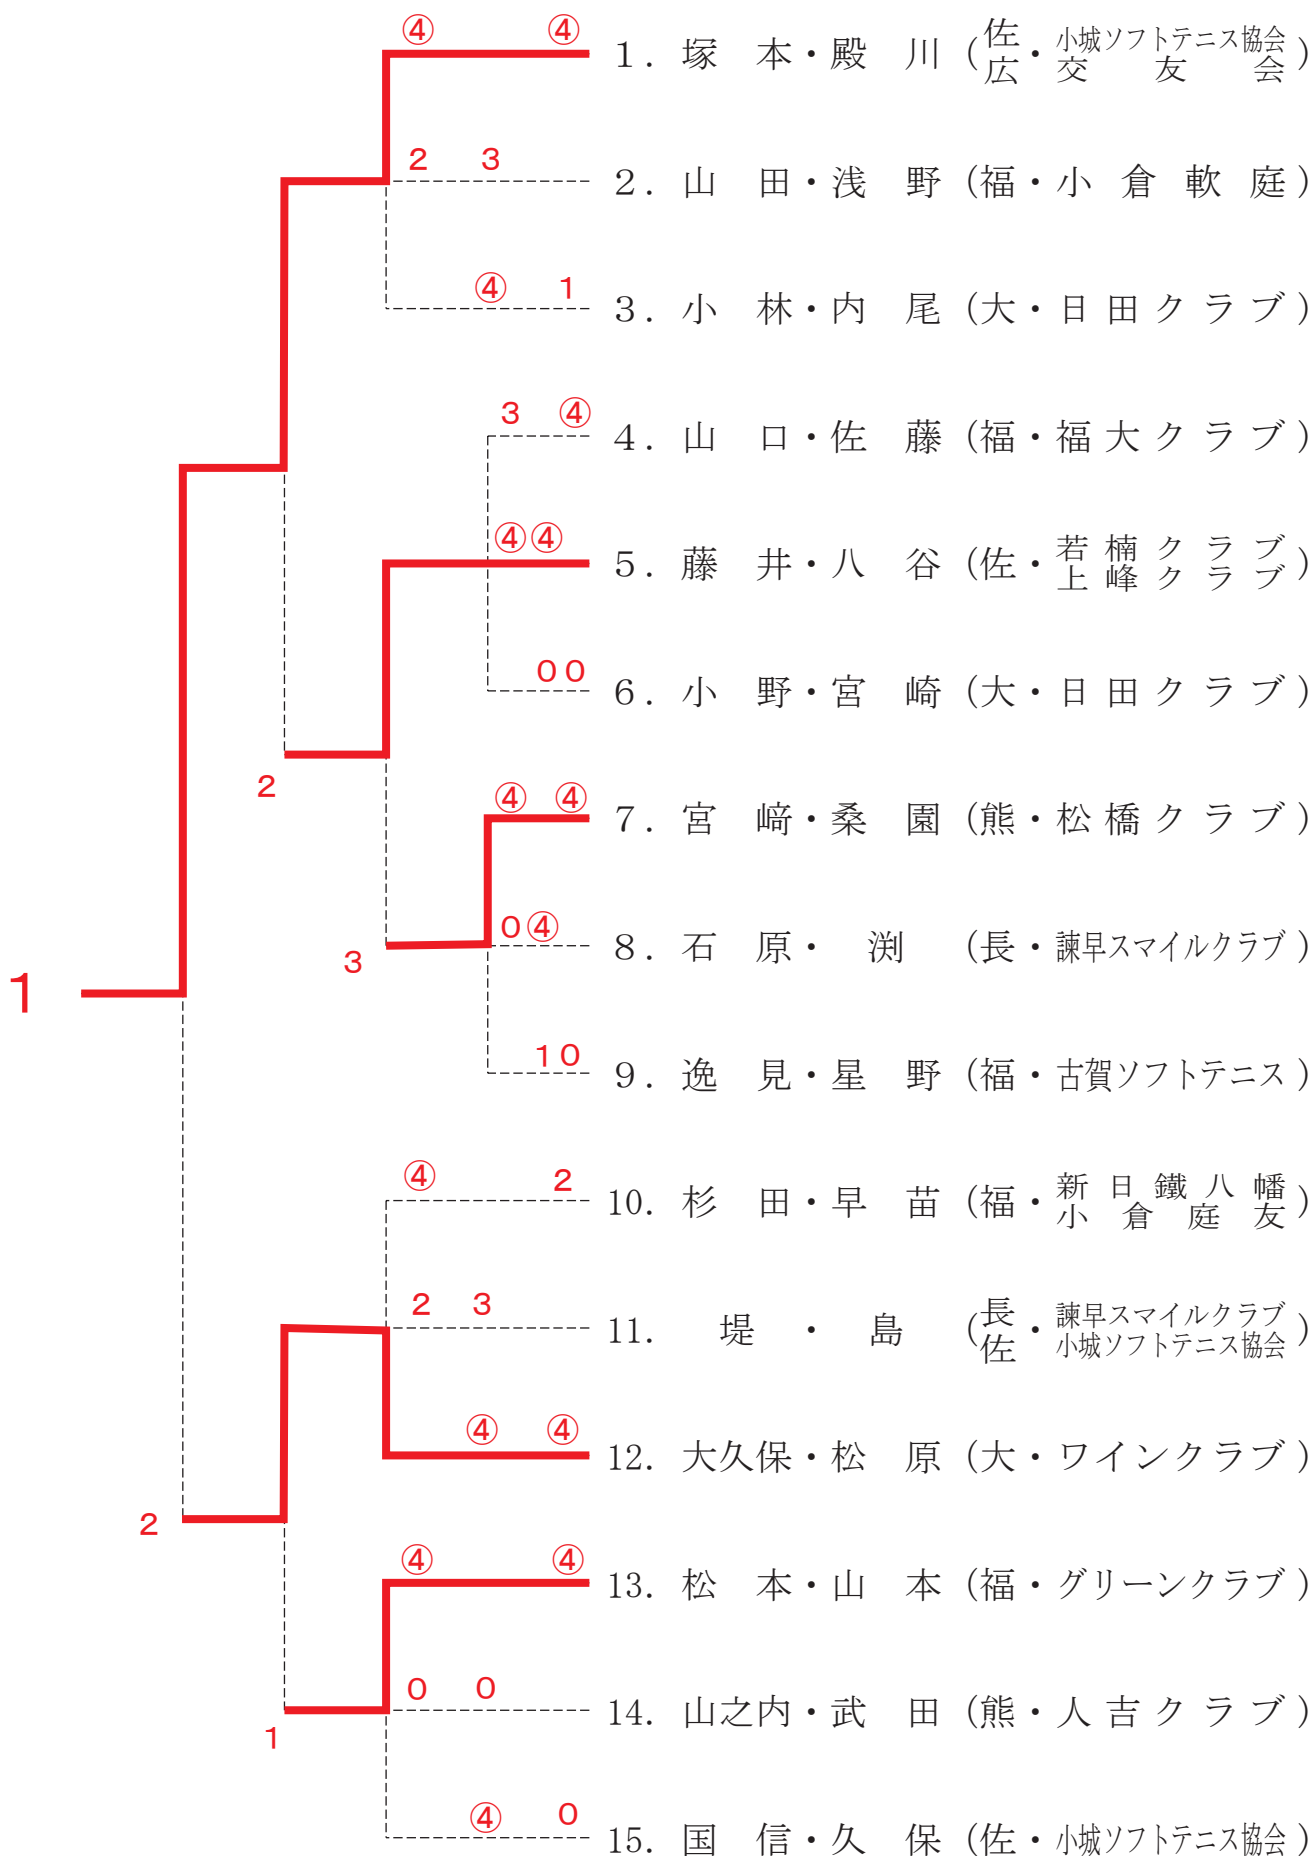 ④ ④
1. 塚本・殿川 (佐広・小城ソフトテニス協会 交友会)
2 3
2. 山田・浅野 (福・小倉軟庭)
④ 1
3. 小林・内尾 (大・日田クラブ)
3 ④
4. 山口・佐藤 (福・福大クラブ)
④④
5. 藤井・八谷 (佐・若楠クラブ 上峰クラブ)
00
6. 小野・宮崎 (大・日田クラブ)
2
④ ④
7. 宮﨑・桑園 (熊・松橋クラブ)
0④
8. 石原・渕 (長・諫早スマイルクラブ)
3
1
10
9. 逸見・星野 (福・古賀ソフトテニス)
④ 2
10. 杉田・早苗 (福・新日鐵八幡 小倉庭友)
2 3
11. 堤・島 (長佐・諫早スマイルクラブ 小城ソフトテニス協会)
④ ④
12. 大久保・松原 (大・ワインクラブ)
2
④ ④
13. 松本・山本 (福・グリーンクラブ)
0 0
14. 山之内・武田 (熊・人吉クラブ)
1
④ 0
15. 国信・久保 (佐・小城ソフトテニス協会)